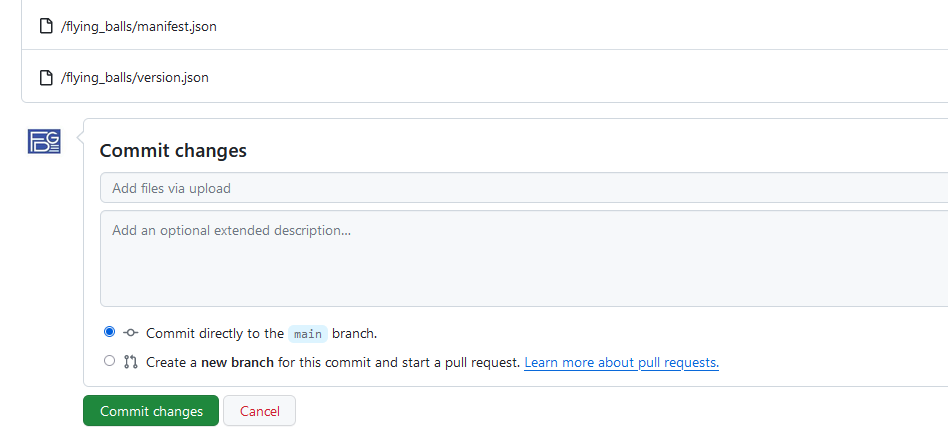 /flying_balls/manifest.json
/flying_balls/version.json
Commit changes
Add files via upload
Add an optional extended description...
Commit directly to the main branch.
Create a new branch for this commit and start a pull request. Learn more about pull requests.
Commit changes
Cancel